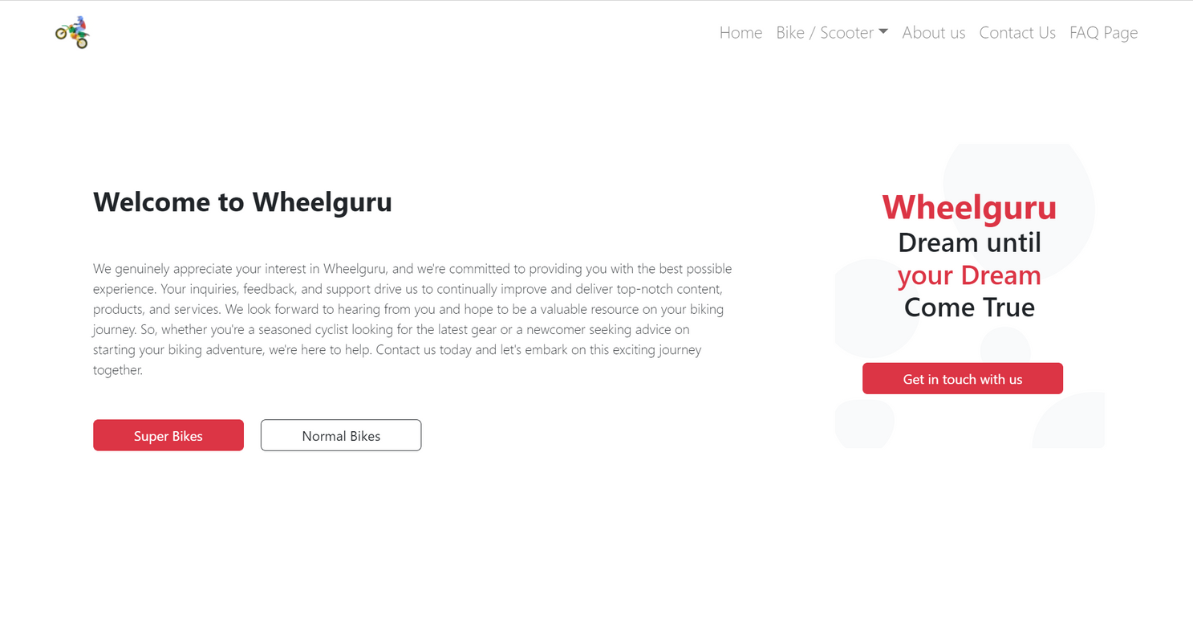 Home Bike / Scooter About us Contact Us FAQ Page
Welcome to Wheelguru
We genuinely appreciate your interest in Wheelguru, and we're committed to providing you with the best possible
experience. Your inquiries, feedback, and support drive us to continually improve and deliver top-notch content,
products, and services. We look forward to hearing from you and hope to be a valuable resource on your biking
journey. So, whether you're a seasoned cyclist looking for the latest gear or a newcomer seeking advice on
starting your biking adventure, we're here to help. Contact us today and let's embark on this exciting journey
together.
Super Bikes
Normal Bikes
Wheelguru
Dream until
your Dream
Come True
Get in touch with us